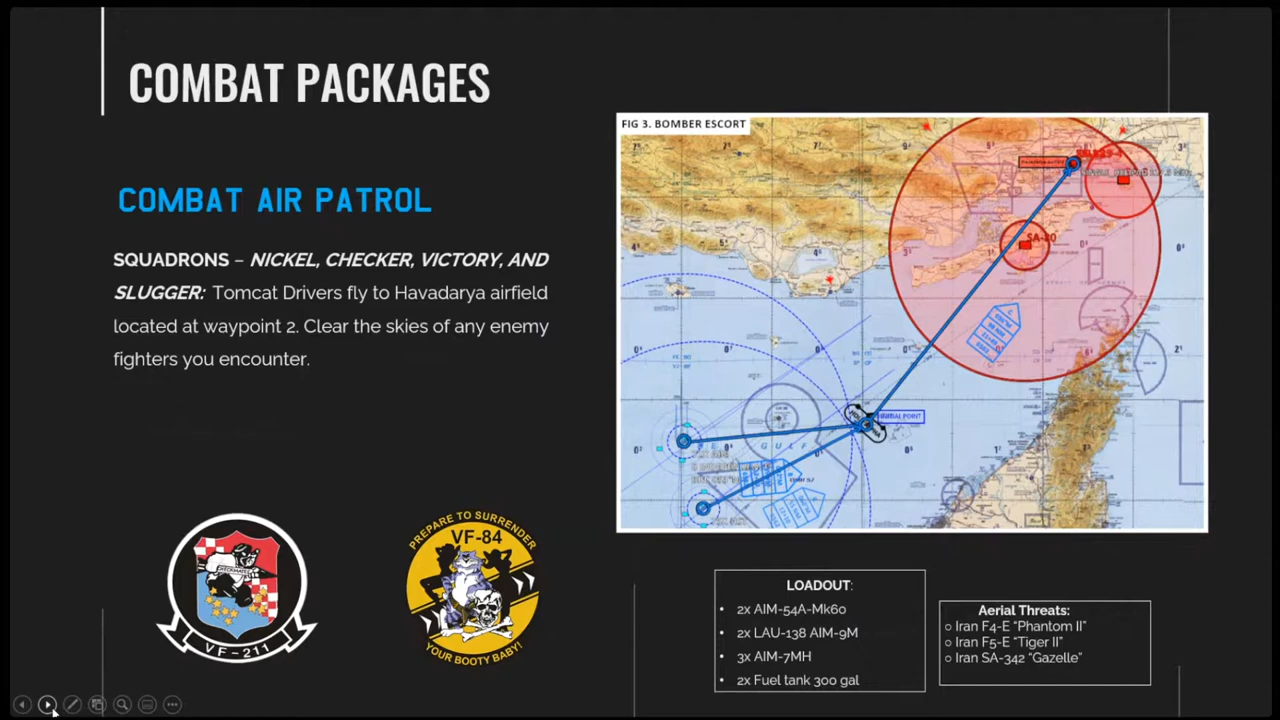 COMBAT PACKAGES
COMBAT AIR PATROL
SQUADRONS – NICKEL, CHECKER, VICTORY, AND
SLUGGER: Tomcat Drivers fly to Havadarya airfield
located at waypoint 2. Clear the skies of any enemy
fighters you encounter.
FIG 3. BOMBER ESCORT
SA-
POINT
GULF
CHECKMATES
VF-211
PREPARE TO SURRENDER
VF-84
YOUR BOOTY BABY!
LOADOUT:
• 2x AIM-54A-Mk60
• 2x LAU-138 AIM-9M
• 3x AIM-7MH
• 2x Fuel tank 300 gal
Aerial Threats:
o Iran F4-E “Phantom II”
o Iran F5-E “Tiger II”
o Iran SA-342 “Gazelle”